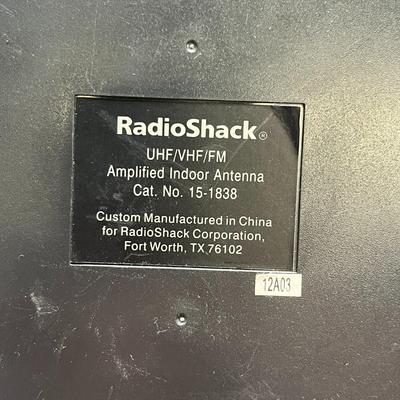 RadioShack®
UHF/VHF/FM
Amplified Indoor Antenna
Cat. No. 15-1838
Custom Manufactured in China
for RadioShack Corporation,
Fort Worth, TX 76102
12A03